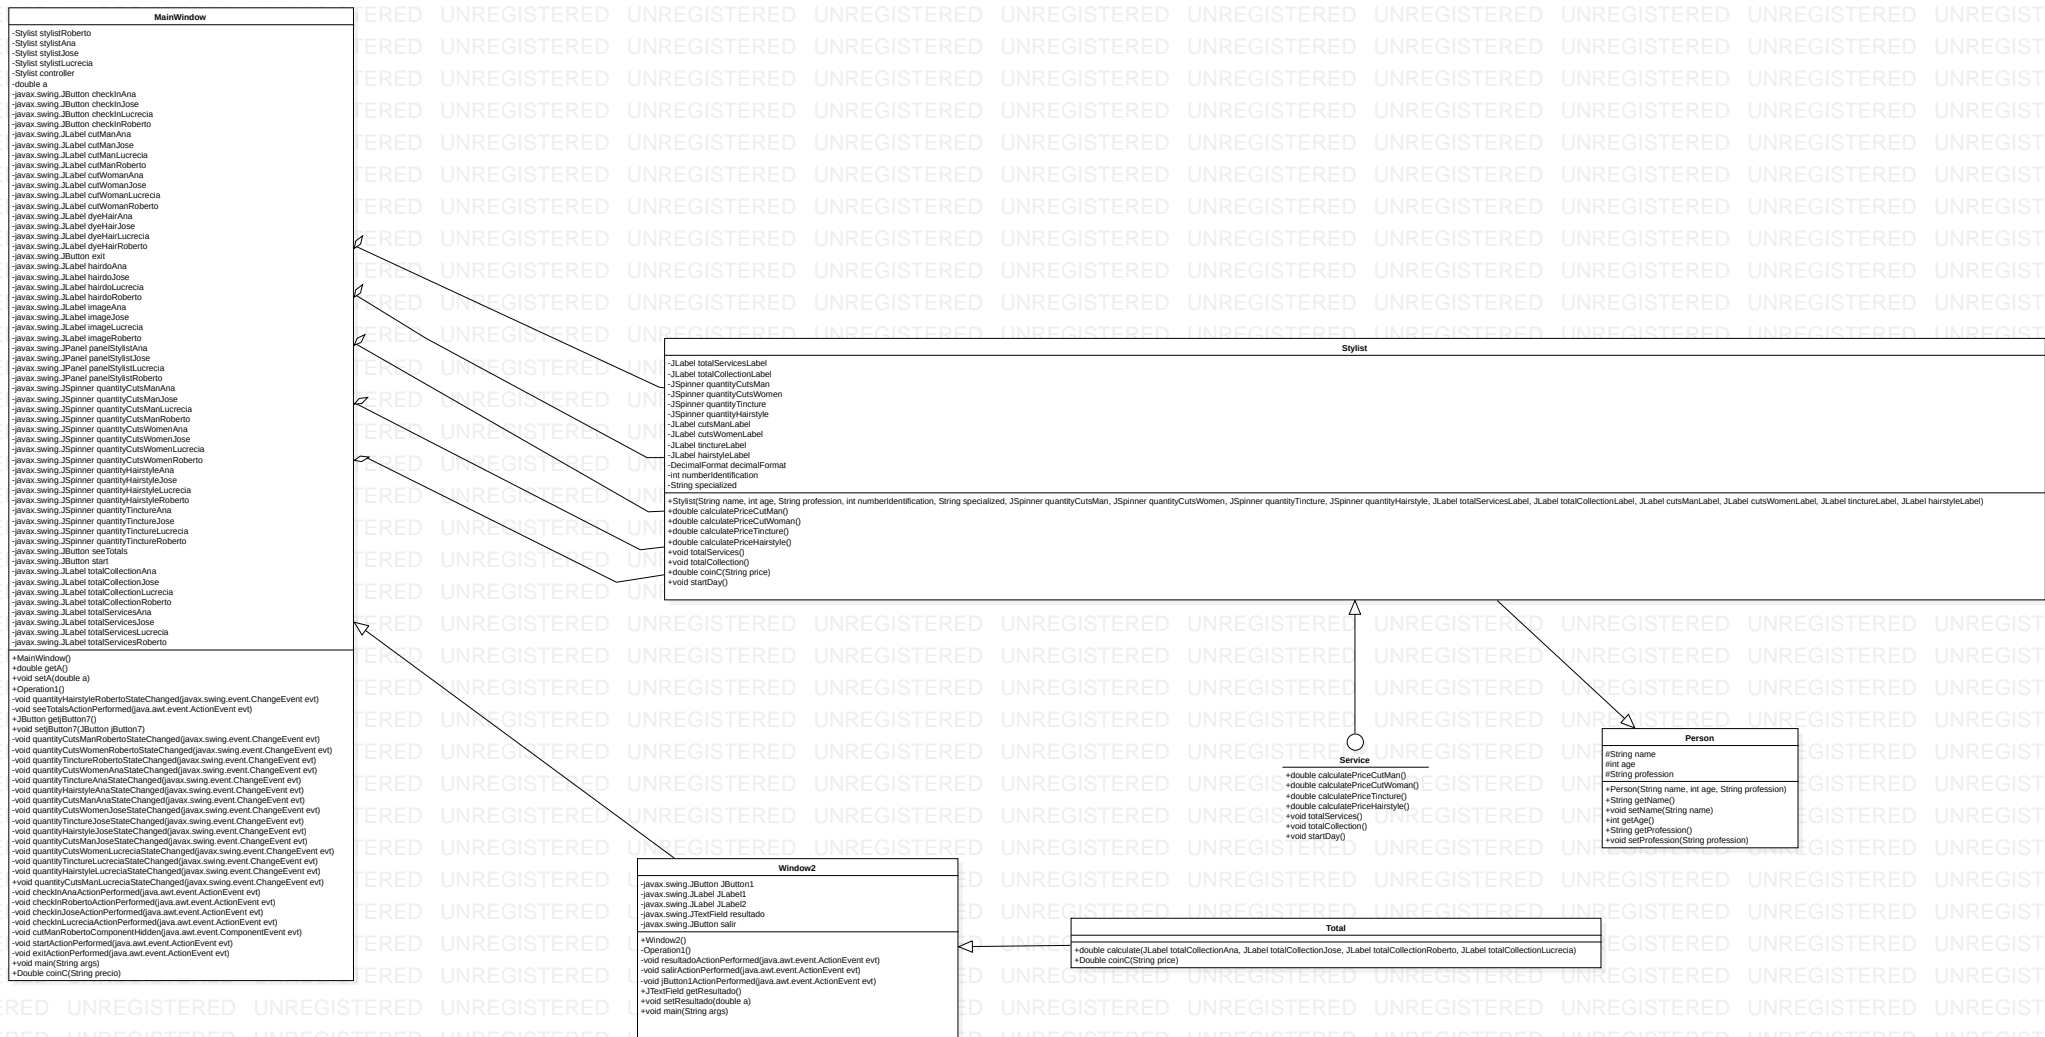 MainWindow
-Stylist stylistRoberto
-Stylist stylistAna
-Stylist stylistJose
-Stylist stylistLucrecia
-Stylist controller
-double a
-javax.swing.JButton checkInAna
-javax.swing.JButton checkInJose
-javax.swing.JButton checkInLucrecia
-javax.swing.JButton checkInRoberto
-javax.swing.JLabel cutManAna
-javax.swing.JLabel cutManJose
-javax.swing.JLabel cutManLucrecia
-javax.swing.JLabel cutManRoberto
-javax.swing.JLabel cutWomanAna
-javax.swing.JLabel cutWomanJose
-javax.swing.JLabel cutWomanLucrecia
-javax.swing.JLabel cutWomanRoberto
-javax.swing.JLabel dyeHairAna
-javax.swing.JLabel dyeHairJose
-javax.swing.JLabel dyeHairLucrecia
-javax.swing.JLabel dyeHairRoberto
-javax.swing.JButton exit
-javax.swing.JLabel hairdoAna
-javax.swing.JLabel hairdoJose
-javax.swing.JLabel hairdoLucrecia
-javax.swing.JLabel hairdoRoberto
-javax.swing.JLabel imageAna
-javax.swing.JLabel imageJose
-javax.swing.JLabel imageLucrecia
-javax.swing.JLabel imageRoberto
-javax.swing.JPanel panelStylistAna
-javax.swing.JPanel panelStylistJose
-javax.swing.JPanel panelStylistLucrecia
-javax.swing.JPanel panelStylistRoberto
-javax.swing.JSpinner quantityCutsManAna
-javax.swing.JSpinner quantityCutsManJose
-javax.swing.JSpinner quantityCutsManLucrecia
-javax.swing.JSpinner quantityCutsManRoberto
-javax.swing.JSpinner quantityCutsWomenAna
-javax.swing.JSpinner quantityCutsWomenJose
-javax.swing.JSpinner quantityCutsWomenLucrecia
-javax.swing.JSpinner quantityCutsWomenRoberto
-javax.swing.JSpinner quantityHairstyleAna
-javax.swing.JSpinner quantityHairstyleJose
-javax.swing.JSpinner quantityHairstyleLucrecia
-javax.swing.JSpinner quantityHairstyleRoberto
-javax.swing.JSpinner quantityTinctureAna
-javax.swing.JSpinner quantityTinctureJose
-javax.swing.JSpinner quantityTinctureLucrecia
-javax.swing.JSpinner quantityTinctureRoberto
-javax.swing.JButton seeTotals
-javax.swing.JButton start
-javax.swing.JLabel totalCollectionAna
-javax.swing.JLabel totalCollectionJose
-javax.swing.JLabel totalCollectionLucrecia
-javax.swing.JLabel totalCollectionRoberto
-javax.swing.JLabel totalServicesAna
-javax.swing.JLabel totalServicesJose
-javax.swing.JLabel totalServicesLucrecia
-javax.swing.JLabel totalServicesRoberto
+MainWindow()
+double getA()
+void setA(double a)
+Operation1()
-void quantityHairstyleRobertoStateChanged(javax.swing.event.ChangeEvent evt)
-void seeTotalsActionPerformed(java.awt.event.ActionEvent evt)
+JButton getjButton7()
+void setjButton7(JButton jButton7)
-void quantityCutsManRobertoStateChanged(javax.swing.event.ChangeEvent evt)
-void quantityCutsWomenRobertoStateChanged(javax.swing.event.ChangeEvent evt)
-void quantityTinctureRobertoStateChanged(javax.swing.event.ChangeEvent evt)
-void quantityCutsWomenAnaStateChanged(javax.swing.event.ChangeEvent evt)
-void quantityTinctureAnaStateChanged(javax.swing.event.ChangeEvent evt)
-void quantityHairstyleAnaStateChanged(javax.swing.event.ChangeEvent evt)
-void quantityCutsManAnaStateChanged(javax.swing.event.ChangeEvent evt)
-void quantityCutsWomenJoseStateChanged(javax.swing.event.ChangeEvent evt)
-void quantityTinctureJoseStateChanged(javax.swing.event.ChangeEvent evt)
-void quantityHairstyleJoseStateChanged(javax.swing.event.ChangeEvent evt)
-void quantityCutsManJoseStateChanged(javax.swing.event.ChangeEvent evt)
-void quantityCutsWomenLucreciaStateChanged(javax.swing.event.ChangeEvent evt)
-void quantityTinctureLucreciaStateChanged(javax.swing.event.ChangeEvent evt)
-void quantityHairstyleLucreciaStateChanged(javax.swing.event.ChangeEvent evt)
+void quantityCutsManLucreciaStateChanged(javax.swing.event.ChangeEvent evt)
-void checkInAnaActionPerformed(java.awt.event.ActionEvent evt)
-void checkInRobertoActionPerformed(java.awt.event.ActionEvent evt)
-void checkInJoseActionPerformed(java.awt.event.ActionEvent evt)
-void checkInLucreciaActionPerformed(java.awt.event.ActionEvent evt)
-void cutManRobertoComponentHidden(java.awt.event.ComponentEvent evt)
-void startActionPerformed(java.awt.event.ActionEvent evt)
-void exitActionPerformed(java.awt.event.ActionEvent evt)
+void main(String args)
+Double coinC(String precio)
Stylist
-JLabel totalServicesLabel
-JLabel totalCollectionLabel
-JSpinner quantityCutsMan
-JSpinner quantityCutsWomen
-JSpinner quantityTincture
-JSpinner quantityHairstyle
-JLabel cutsManLabel
-JLabel cutsWomenLabel
-JLabel tinctureLabel
-JLabel hairstyleLabel
-DecimalFormat decimalFormat
-int numberIdentification
-String specialized
+Stylist(String name, int age, String profession, int numberIdentification, String specialized, JSpinner quantityCutsMan, JSpinner quantityCutsWomen, JSpinner quantityTincture, JSpinner quantityHairstyle, JLabel totalServicesLabel, JLabel totalCollectionLabel, JLabel cutsManLabel, JLabel cutsWomenLabel, JLabel tinctureLabel, JLabel hairstyleLabel)
+double calculatePriceCutMan()
+double calculatePriceCutWoman()
+double calculatePriceTincture()
+double calculatePriceHairstyle()
+void totalServices()
+void totalCollection()
+double coinC(String price)
+void startDay()
Service
+double calculatePriceCutMan()
+double calculatePriceCutWoman()
+double calculatePriceTincture()
+double calculatePriceHairstyle()
+void totalServices()
+void totalCollection()
+void startDay()
Person
#String name
#int age
#String profession
+Person(String name, int age, String profession)
+String getName()
+void setName(String name)
+int getAge()
+String getProfession()
+void setProfession(String profession)
Window2
-javax.swing.JButton JButton1
-javax.swing.JLabel JLabel1
-javax.swing.JLabel JLabel2
-javax.swing.JTextField resultado
-javax.swing.JButton salir
+Window2()
-Operation1()
-void resultadoActionPerformed(java.awt.event.ActionEvent evt)
-void salirActionPerformed(java.awt.event.ActionEvent evt)
-void jButton1ActionPerformed(java.awt.event.ActionEvent evt)
+JTextField getResultado()
+void setResultado(double a)
+void main(String args)
Total
+double calculate(JLabel totalCollectionAna, JLabel totalCollectionJose, JLabel totalCollectionRoberto, JLabel totalCollectionLucrecia)
+Double coinC(String price)
UNREGISTERED